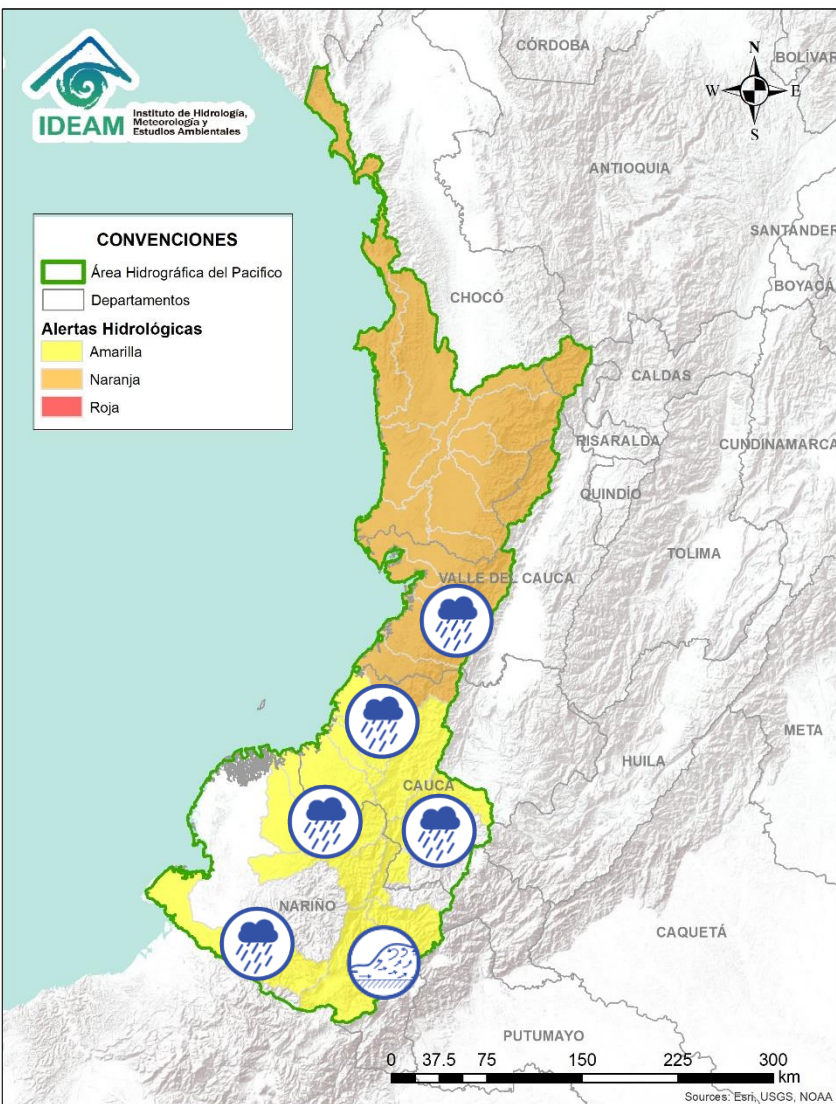 IDEAM
Instituto de Hidrología,
Meteorología y
Estudios Ambientales
CÓRDOBA
N
BOLÍVAR
W
E
S
ANTIOQUIA
SANTANDER
BOYACÁ
CONVENCIONES
Área Hidrográfica del Pacifico
Departamentos
Alertas Hidrológicas
Amarilla
Naranja
Roja
CHOCÓ
CALDAS
RISARALDA
CUNDINAMARCA
QUINDÍO
TOLIMA
VALLE DEL CAUCA
META
HUILA
CAUCA
NARIÑO
CAQUETÁ
PUTUMAYO
0 37.5 75 150 225 300
km
Sources: Esri, USGS, NOAA